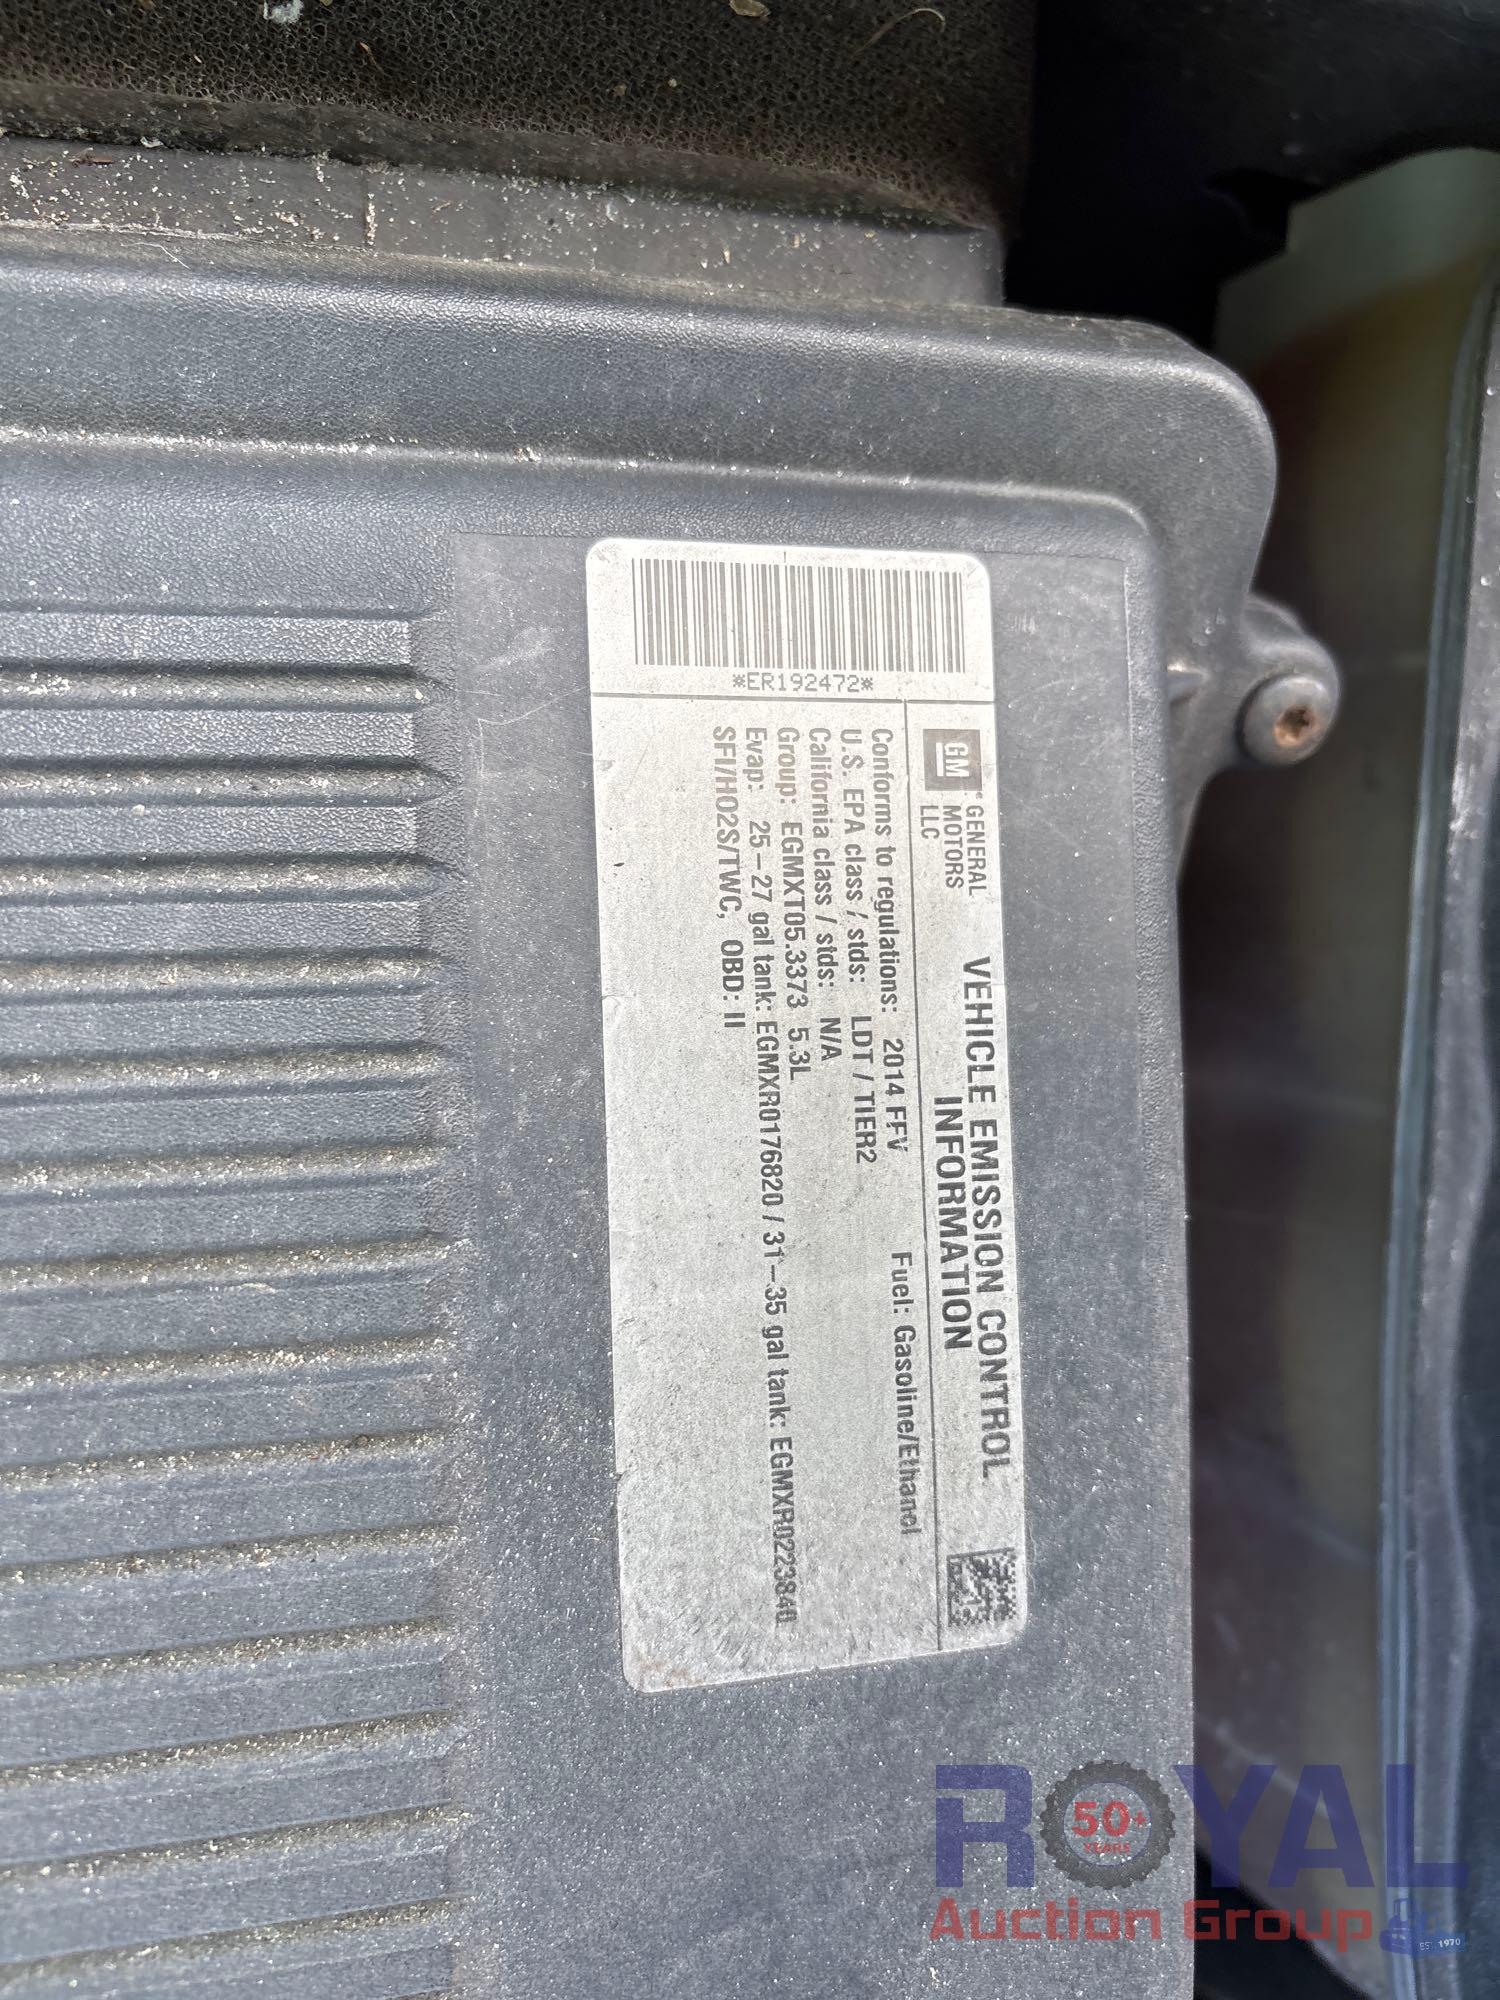 *ER192472*
GM
GENERAL
MOTORS
LLC
VEHICLE EMISSION CONTROL
INFORMATION
Conforms to regulations: 2014 FFV
Fuel: Gasoline/Ethanol
U.S. EPA class / stds: LDT / TIER2
California class / stds: N/A
Group: EGMXT05.3373 5.3L
Evap: 25-27 gal tank: EGMXR0176820 / 31-35 gal tank: EGMXR0223840
SFI/HO2S/TWC, OBD: II
ROYAL
50+
YEARS
Auction Group
EST. 1970